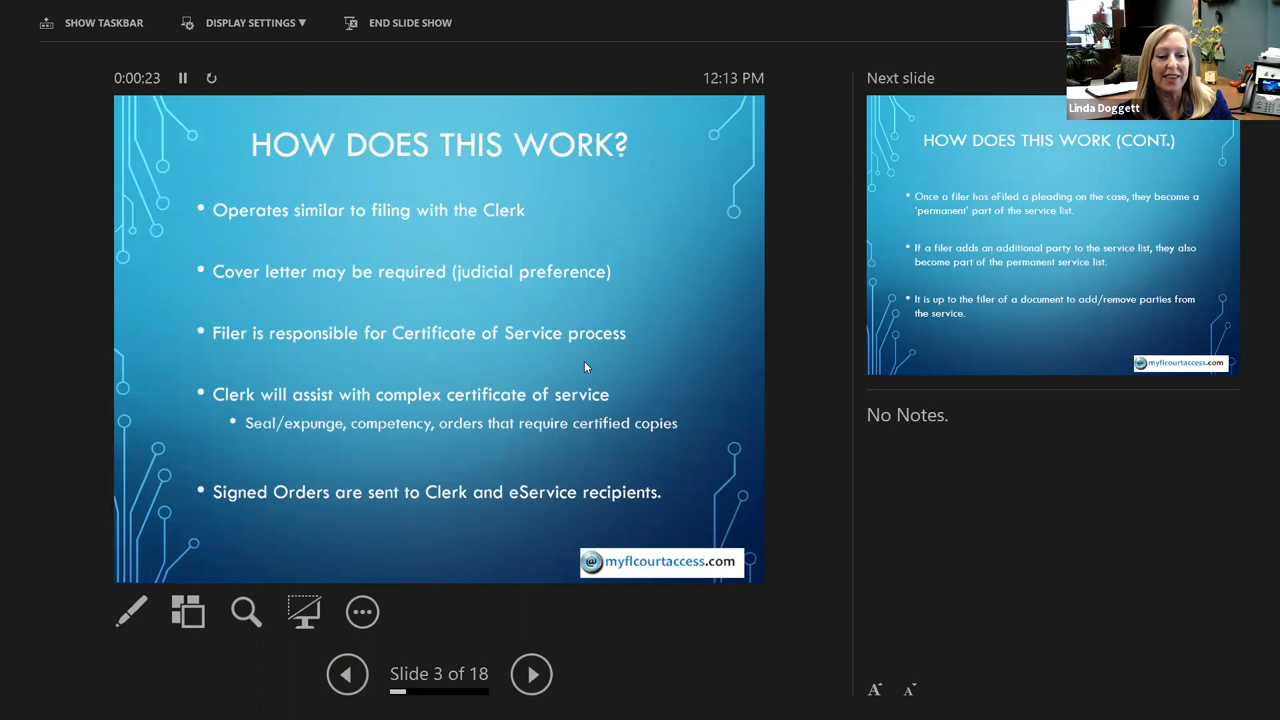 SHOW TASKBAR
DISPLAY SETTINGS ▼
END SLIDE SHOW
0:00:23
12:13 PM
HOW DOES THIS WORK?
• Operates similar to filing with the Clerk
• Cover letter may be required (judicial preference)
• Filer is responsible for Certificate of Service process
• Clerk will assist with complex certificate of service
• Seal/expunge, competency, orders that require certified copies
• Signed Orders are sent to Clerk and eService recipients.
@ myflcourtaccess.com
Slide 3 of 18
Next slide
Linda Doggett
HOW DOES THIS WORK (CONT.)
• Once a filer has eFiled a pleading on the case, they become a
'permanent' part of the service list.
• If a filer adds an additional party to the service list, they also
become part of the permanent service list.
• It is up to the filer of a document to add/remove parties from
the service.
@ myflcourtaccess.com
No Notes.
A A